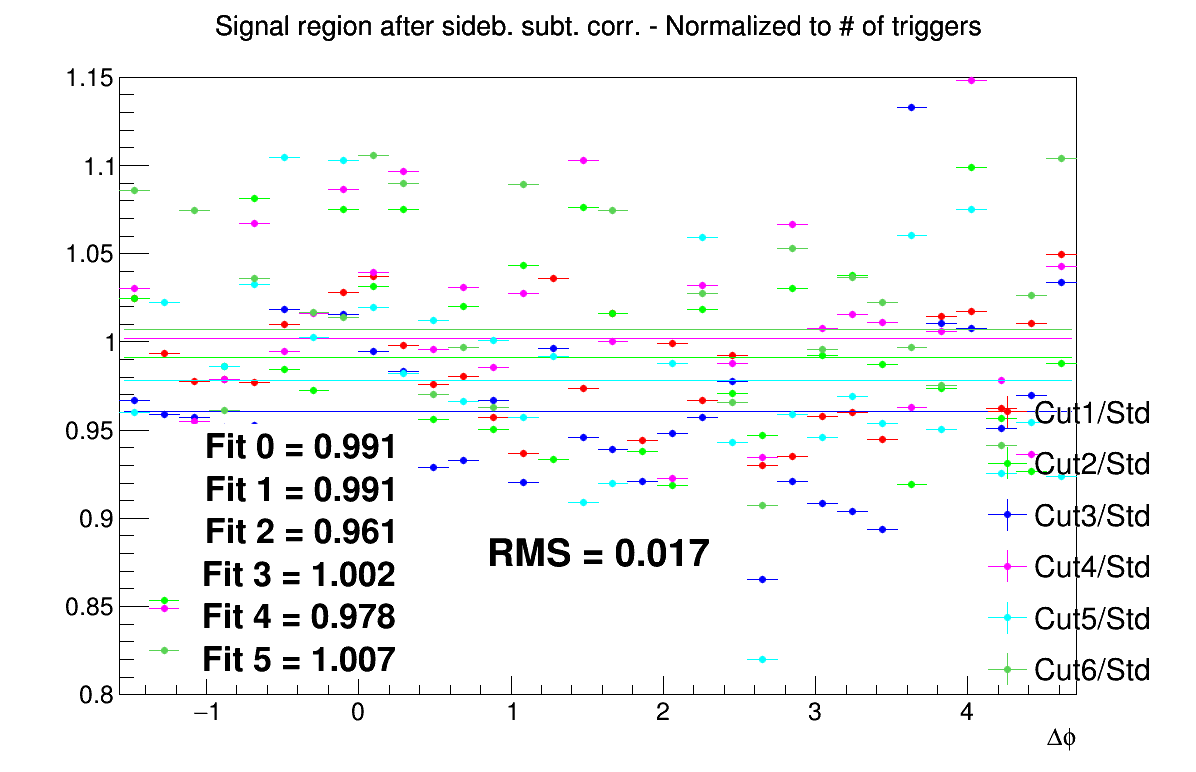 Signal region after sideb. subt. corr. - Normalized to # of triggers
1.15
1.1
1.05
1
0.95
0.9
0.85
0.8
Fit 0 = 0.991
Fit 1 = 0.991
Fit 2 = 0.961
Fit 3 = 1.002
Fit 4 = 0.978
Fit 5 = 1.007
RMS = 0.017
Cut1/Std
Cut2/Std
Cut3/Std
Cut4/Std
Cut5/Std
Cut6/Std
−1 0 1 2 3 4
Δϕ